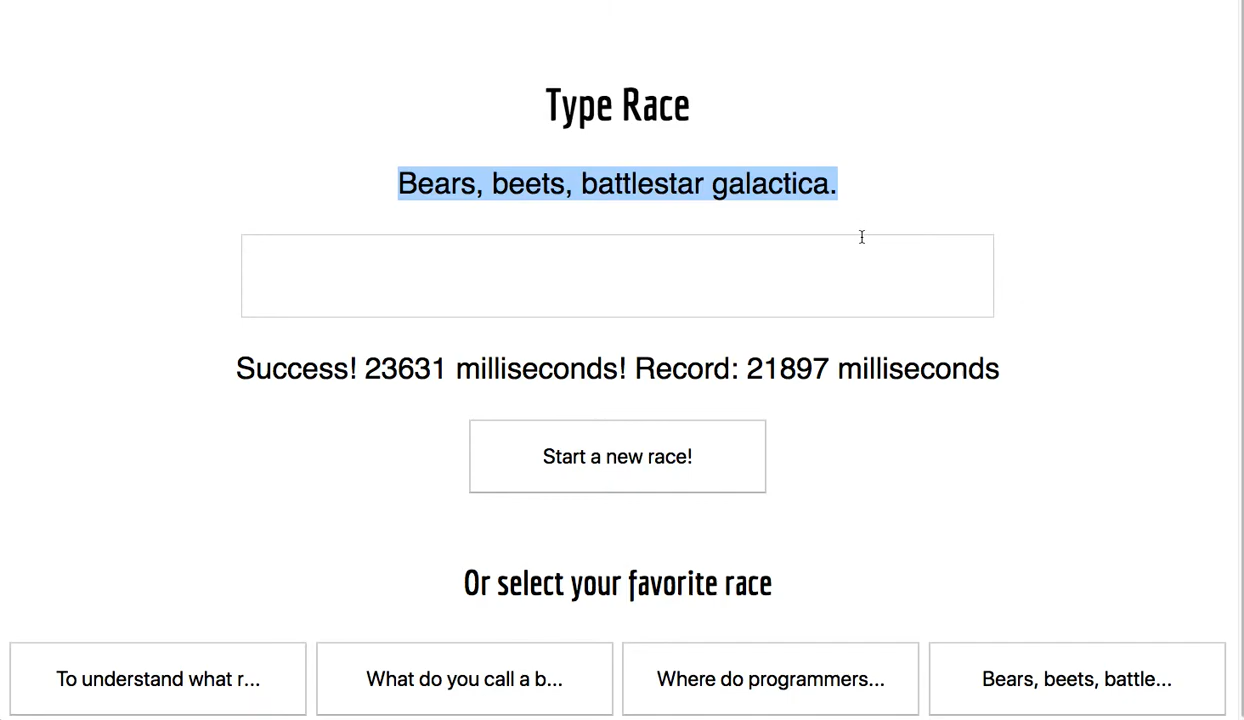 Type Race
Bears, beets, battlestar galactica.
Success! 23631 milliseconds! Record: 21897 milliseconds
Start a new race!
Or select your favorite race
To understand what r...
What do you call a b...
Where do programmers...
Bears, beets, battle...